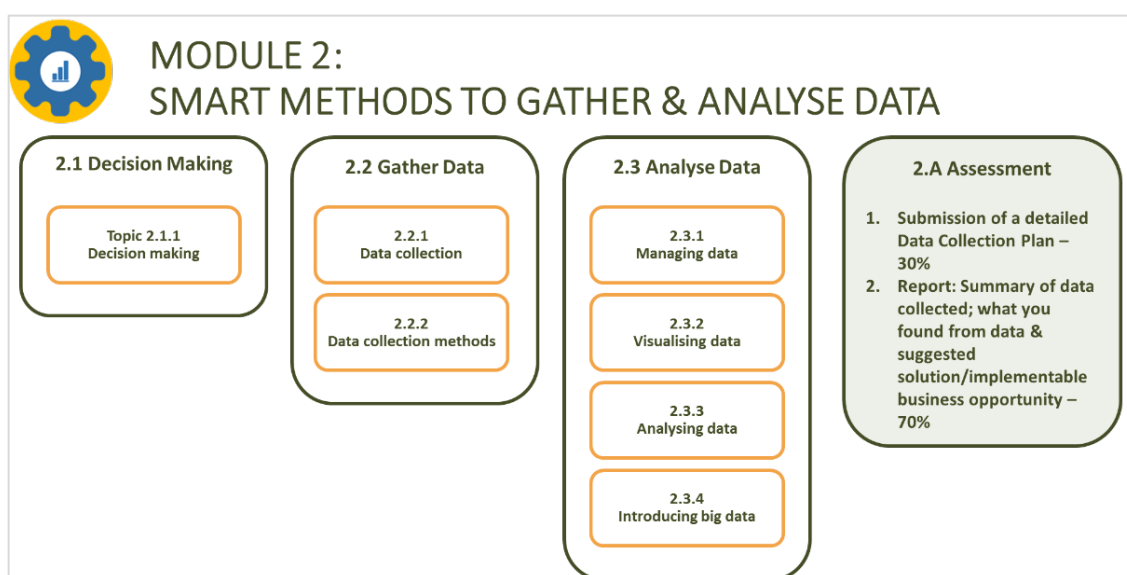 MODULE 2:
SMART METHODS TO GATHER & ANALYSE DATA
2.1 Decision Making
Topic 2.1.1
Decision making
2.2 Gather Data
2.2.1
Data collection
2.2.2
Data collection methods
2.3 Analyse Data
2.3.1
Managing data
2.3.2
Visualising data
2.3.3
Analysing data
2.3.4
Introducing big data
2.A Assessment
1. Submission of a detailed
Data Collection Plan –
30%
2. Report: Summary of data
collected; what you
found from data &
suggested
solution/implementable
business opportunity –
70%